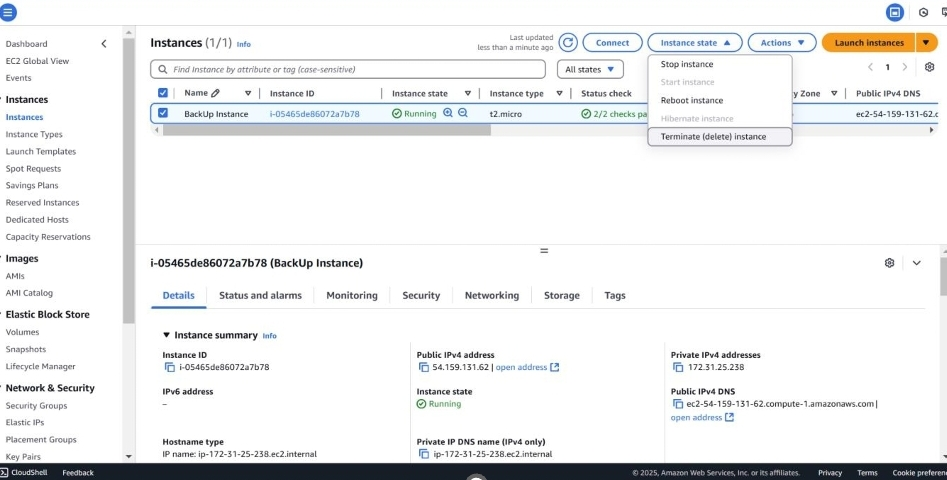 Dashboard
EC2 Global View
Events
Instances
Instances
Instance Types
Launch Templates
Spot Requests
Savings Plans
Reserved Instances
Dedicated Hosts
Capacity Reservations
Images
AMIs
AMI Catalog
Elastic Block Store
Volumes
Snapshots
Lifecycle Manager
Network & Security
Security Groups
Elastic IPs
Placement Groups
Key Pairs
Instances (1/1) Info
Last updated
less than a minute ago
Connect
Instance state
Actions
Launch instances
Find Instance by attribute or tag (case-sensitive)
All states
1
Stop instance
Start instance
Reboot instance
Hibernate instance
Terminate (delete) instance
Name Instance ID Instance state Instance type Status check y Zone Public IPv4 DNS
BackUp Instance i-05465de86072a7b78 Running t2.micro 2/2 checks pa ec2-54-159-131-62.c
i-05465de86072a7b78 (BackUp Instance)
Details Status and alarms Monitoring Security Networking Storage Tags
Instance summary Info
Instance ID
i-05465de86072a7b78
Public IPv4 address
54.159.131.62 | open address
Private IPv4 addresses
172.31.25.238
IPv6 address
–
Instance state
Running
Public IPv4 DNS
ec2-54-159-131-62.compute-1.amazonaws.com |
open address
Hostname type
IP name: ip-172-31-25-238.ec2.internal
Private IP DNS name (IPv4 only)
ip-172-31-25-238.ec2.internal
CloudShell Feedback © 2025, Amazon Web Services, Inc. or its affiliates. Privacy Terms Cookie preferen